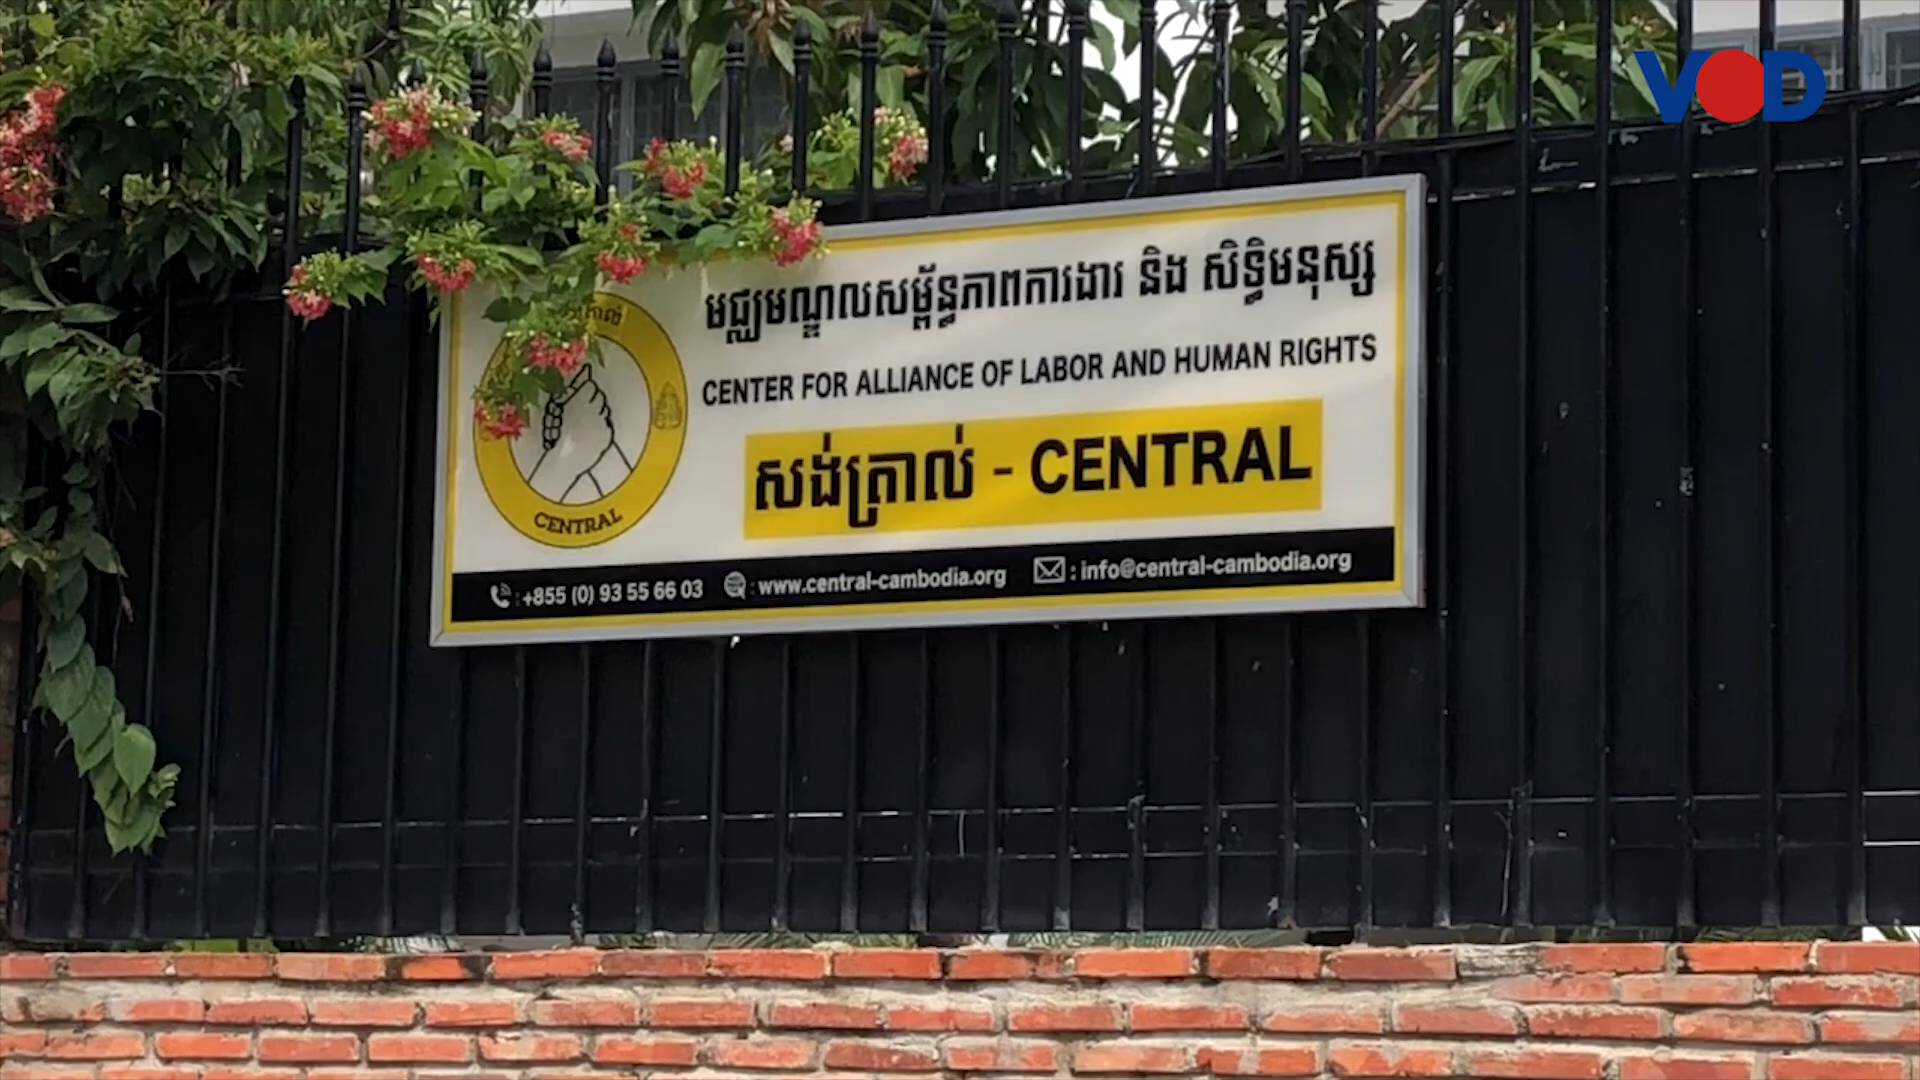 VOD
មជ្ឈមណ្ឌលសម្ព័ន្ធភាពការងារ និង សិទ្ធិមនុស្ស
CENTER FOR ALLIANCE OF LABOR AND HUMAN RIGHTS
សង់ត្រាល់ - CENTRAL
CENTRAL
: +855 (0) 93 55 66 03 : www.central-cambodia.org : info@central-cambodia.org